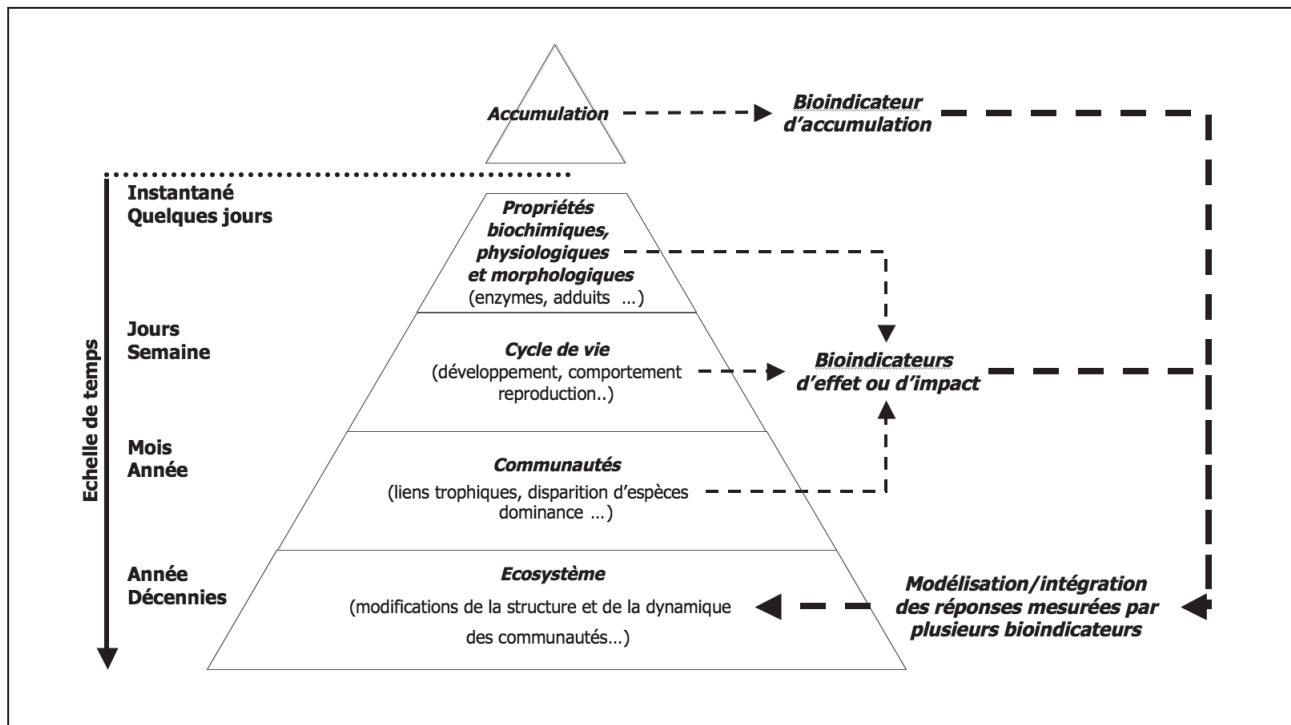 Accumulation
Bioindicateur
d’accumulation
Instantané
Quelques jours
Propriétés
biochimiques,
physiologiques
et morphologiques
(enzymes, adduits …)
Jours
Semaine
Cycle de vie
(développement, comportement
reproduction..)
Bioindicateurs
d’effet ou d’impact
Echelle de temps
Mois
Année
Communautés
(liens trophiques, disparition d’espèces
dominance …)
Année
Décennies
Ecosystème
(modifications de la structure et de la dynamique
des communautés…)
Modélisation/intégration
des réponses mesurées par
plusieurs bioindicateurs